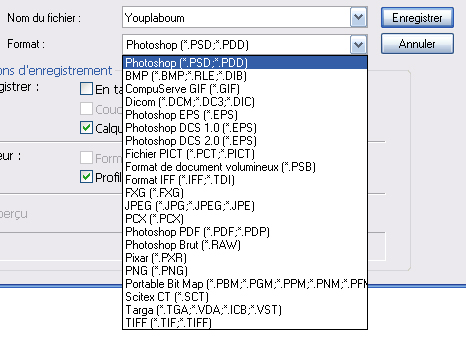 Nom du fichier : Youplaboum Enregistrer
Format : Photoshop (*.PSD;*.PDD) Annuler
ons d'enregistrement
gistrer : En ta
Couc
Calqu
eur : Form
Profil
perçu
Photoshop (*.PSD;*.PDD)
BMP (*.BMP;*.RLE;*.DIB)
CompuServe GIF (*.GIF)
Dicom (*.DCM;*.DC3;*.DIC)
Photoshop EPS (*.EPS)
Photoshop DCS 1.0 (*.EPS)
Photoshop DCS 2.0 (*.EPS)
Fichier PICT (*.PCT;*.PICT)
Format de document volumineux (*.PSB)
Format IFF (*.IFF;*.TDI)
FXG (*.FXG)
JPEG (*.JPG;*.JPEG;*.JPE)
PCX (*.PCX)
Photoshop PDF (*.PDF;*.PDP)
Photoshop Brut (*.RAW)
Pixar (*.PXR)
PNG (*.PNG)
Portable Bit Map (*.PBM;*.PGM;*.PPM;*.PNM;*.PFM
Scitex CT (*.SCT)
Targa (*.TGA;*.VDA;*.ICB;*.VST)
TIFF (*.TIF;*.TIFF)